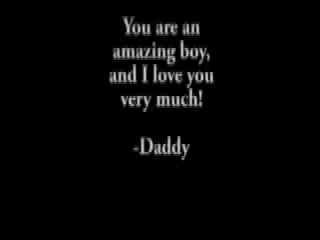 You are an
amazing boy,
and I love you
very much!
-Daddy